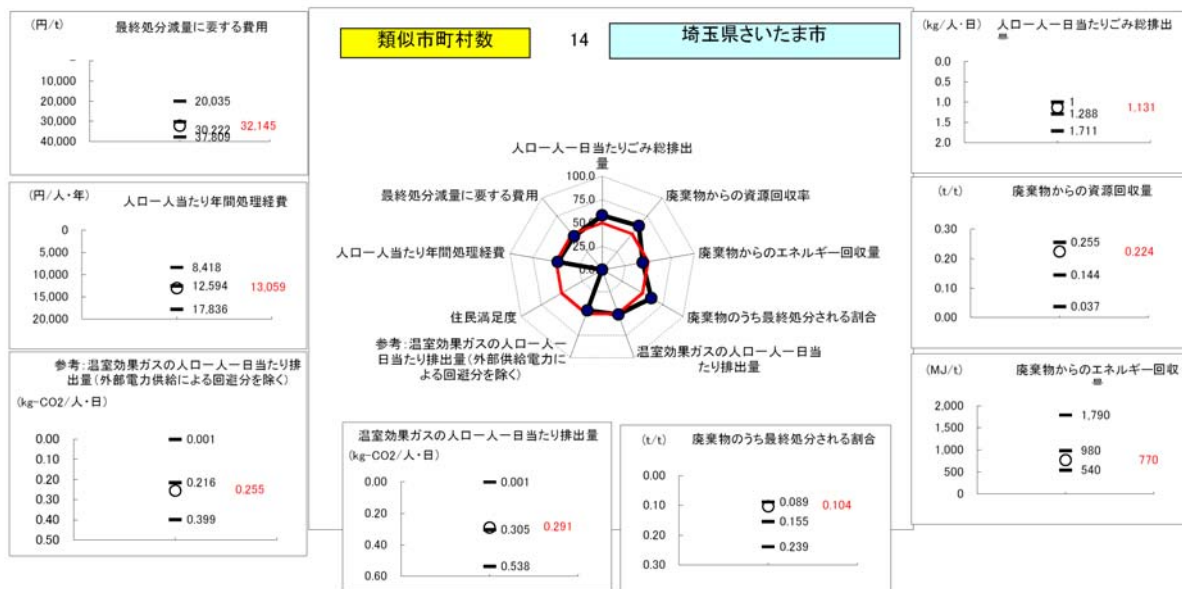 (円/t)
最終処分減量に要する費用
10,000
20,000
30,000
40,000
20,035
30,222
37,809
32,145
(円/人・年)
人口一人当たり年間処理経費
0
5,000
10,000
15,000
20,000
8,418
12,594
17,836
13,059
参考:温室効果ガスの人口一人一日当たり排
出量(外部電力供給による回避分を除く)
(kg-CO2/人・日)
0.00
0.10
0.20
0.30
0.40
0.50
0.001
0.216
0.399
0.255
類似市町村数
14
埼玉県さいたま市
人口一人一日当たりごみ総排出
量
廃棄物からの資源回収率
廃棄物からのエネルギー回収量
廃棄物のうち最終処分される割合
温室効果ガスの人口一人一日当
たり排出量
参考:温室効果ガスの人口一人一
日当たり排出量(外部供給電力に
よる回避分を除く)
住民満足度
人口一人当たり年間処理経費
最終処分減量に要する費用
100.0
75.0
50.0
25.0
0.0
温室効果ガスの人口一人一日当たり排出量
(kg-CO2/人・日)
0.00
0.20
0.40
0.60
0.001
0.305
0.538
0.291
(t/t)
廃棄物のうち最終処分される割合
0.00
0.10
0.20
0.30
0.089
0.155
0.239
0.104
(kg/人・日)
人口一人一日当たりごみ総排出
0.0
0.5
1.0
1.5
2.0
1
1.288
1.711
1,131
(t/t)
廃棄物からの資源回収量
0.30
0.20
0.10
0.00
0.255
0.144
0.037
0.224
(MJ/t)
廃棄物からのエネルギー回収
2,000
1,500
1,000
500
0
1,790
980
540
770